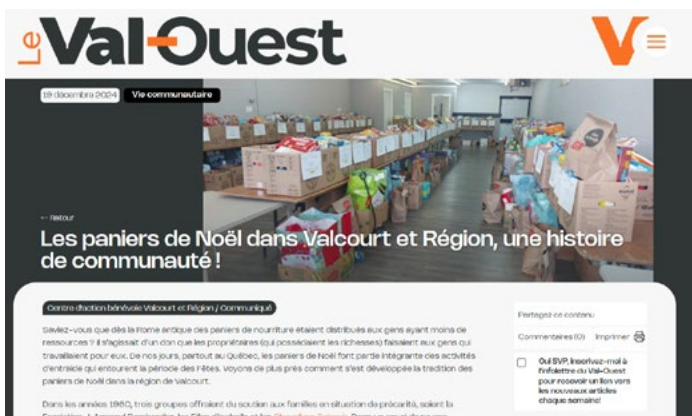 Le Val-Ouest
V
19 décembre 2024 Vie communautaire
← Retour
Les paniers de Noël dans Valcourt et Région, une histoire
de communauté !
Centre d'action bénévole Valcourt et Région / Communiqué
Saviez-vous que dès la Rome antique des paniers de nourriture étaient distribués aux gens ayant moins de
ressources ? Il s'agissait d'un don que les propriétaires (qui possédaient les richesses) faisaient aux gens qui
travaillaient pour eux. De nos jours, partout au Québec, les paniers de Noël font partie intégrante des activités
d'entraide qui entourent la période des Fêtes. Voyons de plus près comment s'est développée la tradition des
paniers de Noël dans la région de Valcourt.
Dans les années 1960, trois groupes offraient du soutien aux familles en situation de précarité, soient la
Partagez ce contenu
Commentaires (0) Imprimer
Oui SVP, inscrivez-moi à
l'infolettre du Val-Ouest
pour recevoir un lien vers
les nouveaux articles
chaque semaine!